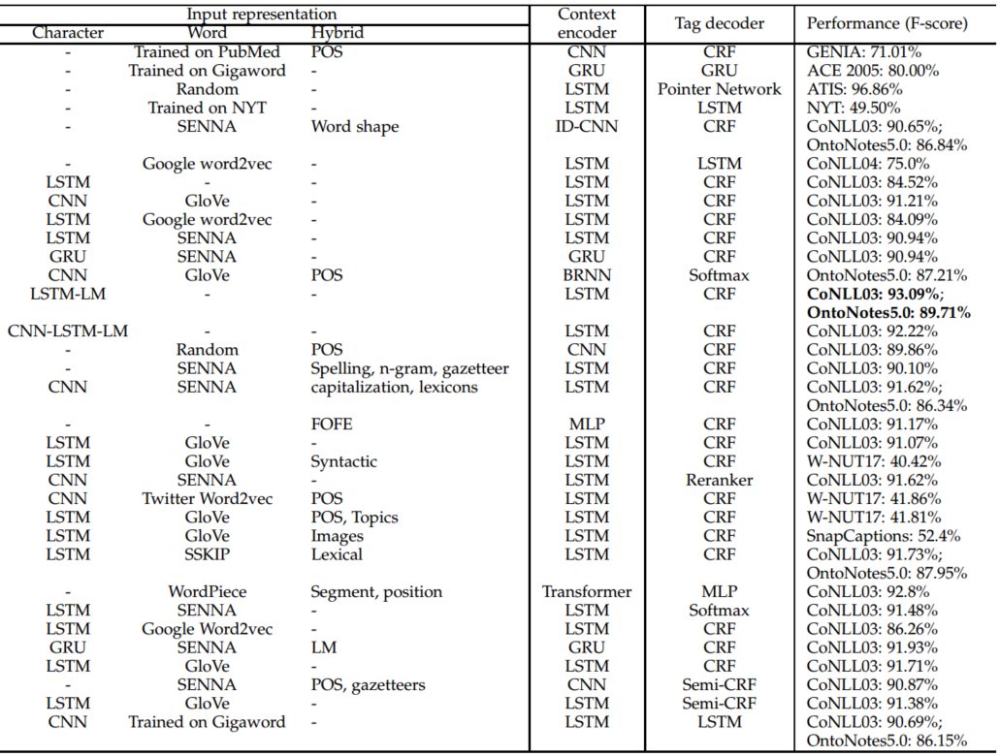 Input representation Context encoder Tag decoder Performance (F-score)
Character Word Hybrid
- Trained on PubMed POS CNN CRF GENIA: 71.01%
- Trained on Gigaword - GRU GRU ACE 2005: 80.00%
- Random - LSTM Pointer Network ATIS: 96.86%
- Trained on NYT - LSTM LSTM NYT: 49.50%
- SENNA Word shape ID-CNN CRF CoNLL03: 90.65%;
OntoNotes5.0: 86.84%
- Google word2vec - LSTM LSTM CoNLL04: 75.0%
LSTM - - LSTM CRF CoNLL03: 84.52%
CNN GloVe - LSTM CRF CoNLL03: 91.21%
LSTM Google word2vec - LSTM CRF CoNLL03: 84.09%
LSTM SENNA - LSTM CRF CoNLL03: 90.94%
GRU SENNA - GRU CRF CoNLL03: 90.94%
CNN GloVe POS BRNN Softmax OntoNotes5.0: 87.21%
LSTM-LM - - LSTM CRF CoNLL03: 93.09%;
OntoNotes5.0: 89.71%
CNN-LSTM-LM - - LSTM CRF CoNLL03: 92.22%
- Random POS CNN CRF CoNLL03: 89.86%
- SENNA Spelling, n-gram, gazetteer LSTM CRF CoNLL03: 90.10%
CNN SENNA capitalization, lexicons LSTM CRF CoNLL03: 91.62%;
OntoNotes5.0: 86.34%
- - FOFE MLP CRF CoNLL03: 91.17%
LSTM GloVe - LSTM CRF CoNLL03: 91.07%
LSTM GloVe Syntactic LSTM CRF W-NUT17: 40.42%
CNN SENNA - LSTM Reranker CoNLL03: 91.62%
CNN Twitter Word2vec POS LSTM CRF W-NUT17: 41.86%
LSTM GloVe POS, Topics LSTM CRF W-NUT17: 41.81%
LSTM GloVe Images LSTM CRF SnapCaptions: 52.4%
LSTM SSKIP Lexical LSTM CRF CoNLL03: 91.73%;
OntoNotes5.0: 87.95%
- WordPiece Segment, position Transformer MLP CoNLL03: 92.8%
LSTM SENNA - LSTM Softmax CoNLL03: 91.48%
LSTM Google Word2vec - LSTM CRF CoNLL03: 86.26%
GRU SENNA LM GRU CRF CoNLL03: 91.93%
LSTM GloVe - LSTM CRF CoNLL03: 91.71%
- SENNA POS, gazetteers CNN Semi-CRF CoNLL03: 90.87%
LSTM GloVe - LSTM Semi-CRF CoNLL03: 91.38%
CNN Trained on Gigaword - LSTM LSTM CoNLL03: 90.69%;
OntoNotes5.0: 86.15%